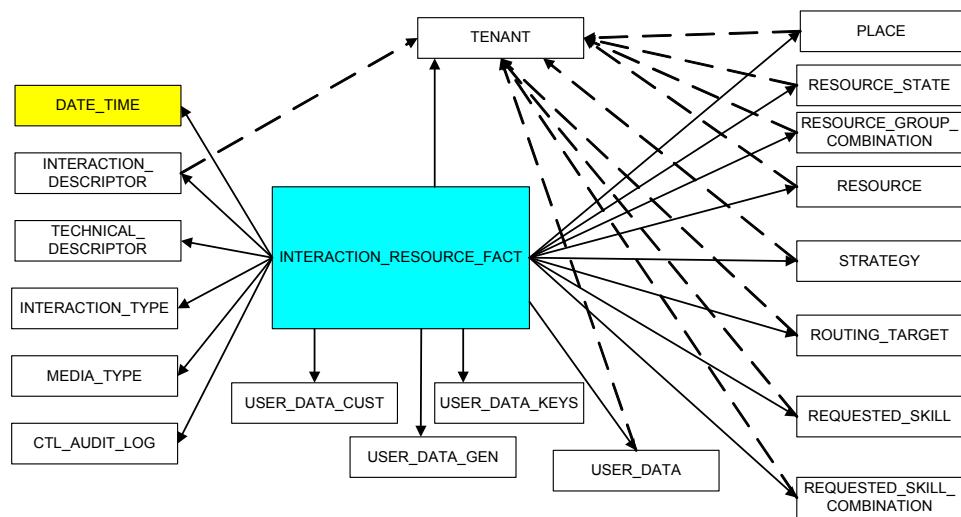 TENANT
PLACE
DATE_TIME
RESOURCE_STATE
RESOURCE_GROUP_
COMBINATION
INTERACTION_
DESCRIPTOR
RESOURCE
TECHNICAL_
DESCRIPTOR
INTERACTION_RESOURCE_FACT
STRATEGY
INTERACTION_TYPE
ROUTING_TARGET
MEDIA_TYPE
USER_DATA_CUST
USER_DATA_KEYS
REQUESTED_SKILL
CTL_AUDIT_LOG
USER_DATA_GEN
USER_DATA
REQUESTED_SKILL_
COMBINATION